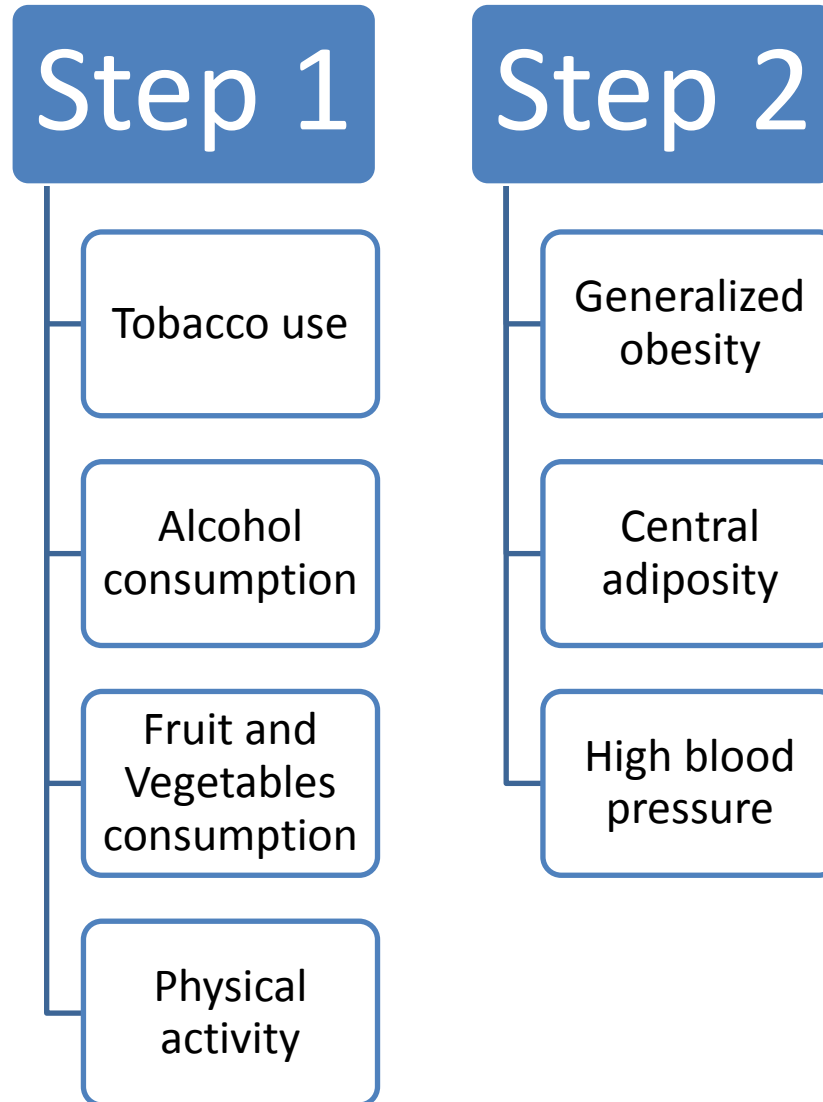 Step 1
Tobacco use
Alcohol
consumption
Fruit and
Vegetables
consumption
Physical
activity
Step 2
Generalized
obesity
Central
adiposity
High blood
pressure